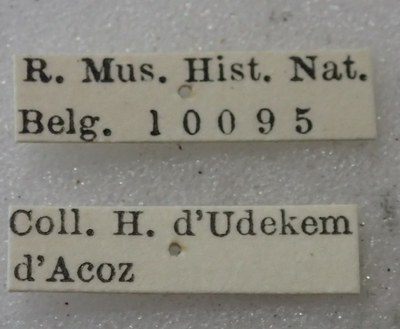 R. Mus. Hist. Nat.
Belg. 10095
Coll. H. d'Udekem
d'Acoz